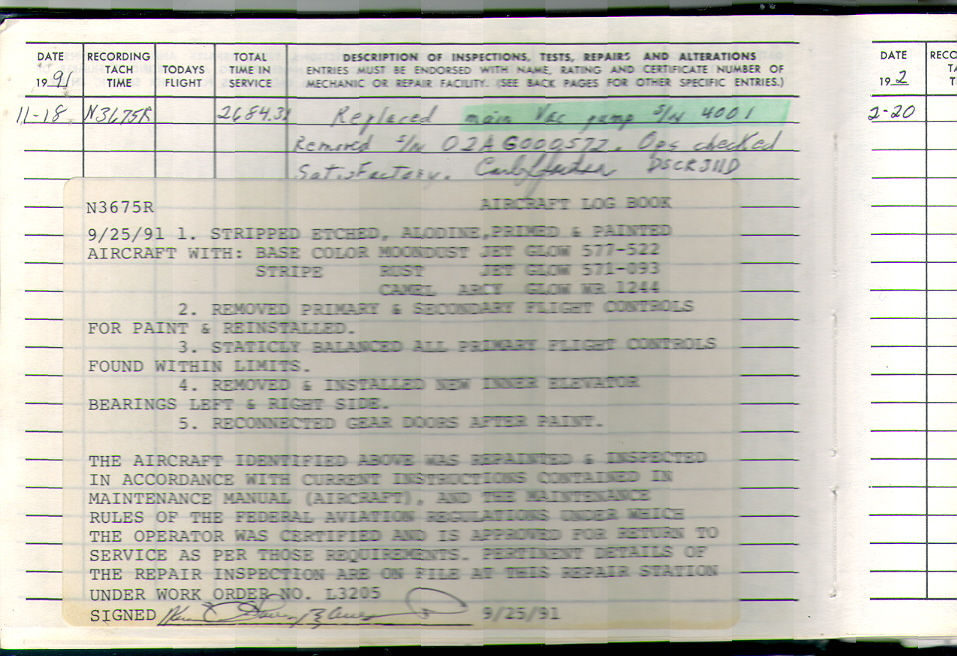 DATE RECORDING TACH TIME TODAYS FLIGHT TOTAL TIME IN SERVICE DESCRIPTION OF INSPECTIONS, TESTS, REPAIRS AND ALTERATIONS
ENTRIES MUST BE ENDORSED WITH NAME, RATING AND CERTIFICATE NUMBER OF
MECHANIC OR REPAIR FACILITY. (SEE BACK PAGES FOR OTHER SPECIFIC ENTRIES.)
1991
11-18 N3675R 2684.31 Replaced main Vac pump S/N 4001
Removed S/N 02AG000572. Ops checked
Satisfactory.
N3675R AIRCRAFT LOG BOOK
9/25/91 1. STRIPPED ETCHED, ALODINE,PRIMED & PAINTED
AIRCRAFT WITH: BASE COLOR MOONDUST JET GLOW 577-522
STRIPE RUST JET GLOW 571-093
CAMEL ARCY GLOW WR 1244
2. REMOVED PRIMARY & SECONDARY FLIGHT CONTROLS
FOR PAINT & REINSTALLED.
3. STATICLY BALANCED ALL PRIMARY FLIGHT CONTROLS
FOUND WITHIN LIMITS.
4. REMOVED & INSTALLED NEW INNER ELEVATOR
BEARINGS LEFT & RIGHT SIDE.
5. RECONNECTED GEAR DOORS AFTER PAINT.
THE AIRCRAFT IDENTIFIED ABOVE WAS REPAINTED & INSPECTED
IN ACCORDANCE WITH CURRENT INSTRUCTIONS CONTAINED IN
MAINTENANCE MANUAL (AIRCRAFT), AND THE MAINTENANCE
RULES OF THE FEDERAL AVIATION REGULATIONS UNDER WHICH
THE OPERATOR WAS CERTIFIED AND IS APPROVED FOR RETURN TO
SERVICE AS PER THOSE REQUIREMENTS. PERTINENT DETAILS OF
THE REPAIR INSPECTION ARE ON FILE AT THIS REPAIR STATION
UNDER WORK ORDER NO. L3205
SIGNED 9/25/91
DATE
1992
2-20